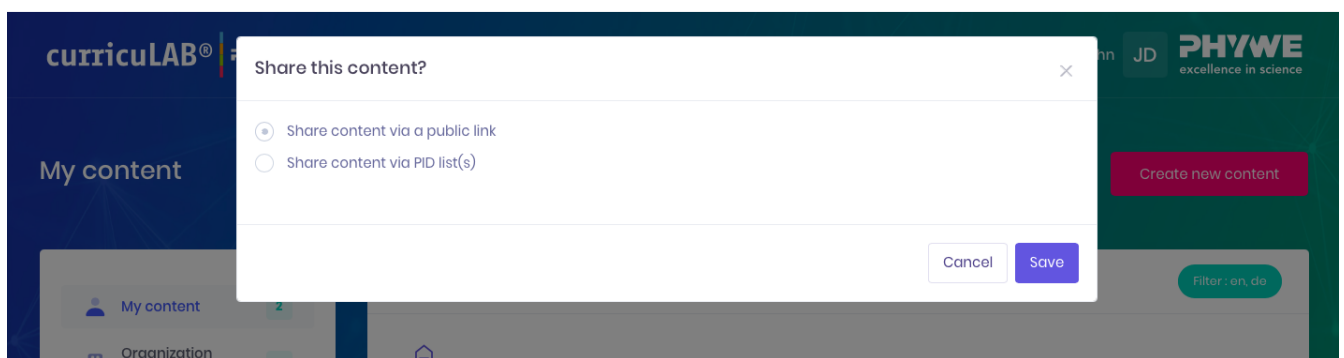 curricuLAB®
Share this content?
hn JD PHYWE
excellence in science
Share content via a public link
Share content via PID list(s)
My content
Create new content
Cancel Save
Filter : en, de
My content 2
Organization